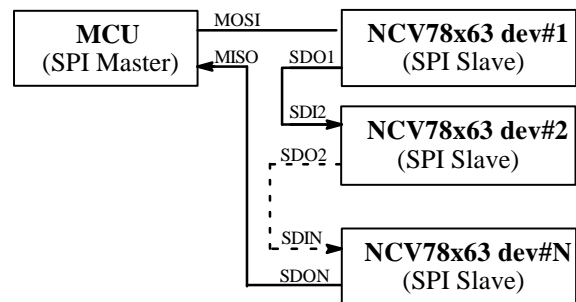 MCU
(SPI Master)
MOSI
MISO
NCV78x63 dev#1
(SPI Slave)
SDO1
SDI2
NCV78x63 dev#2
(SPI Slave)
SDO2
SDIN
NCV78x63 dev#N
(SPI Slave)
SDON